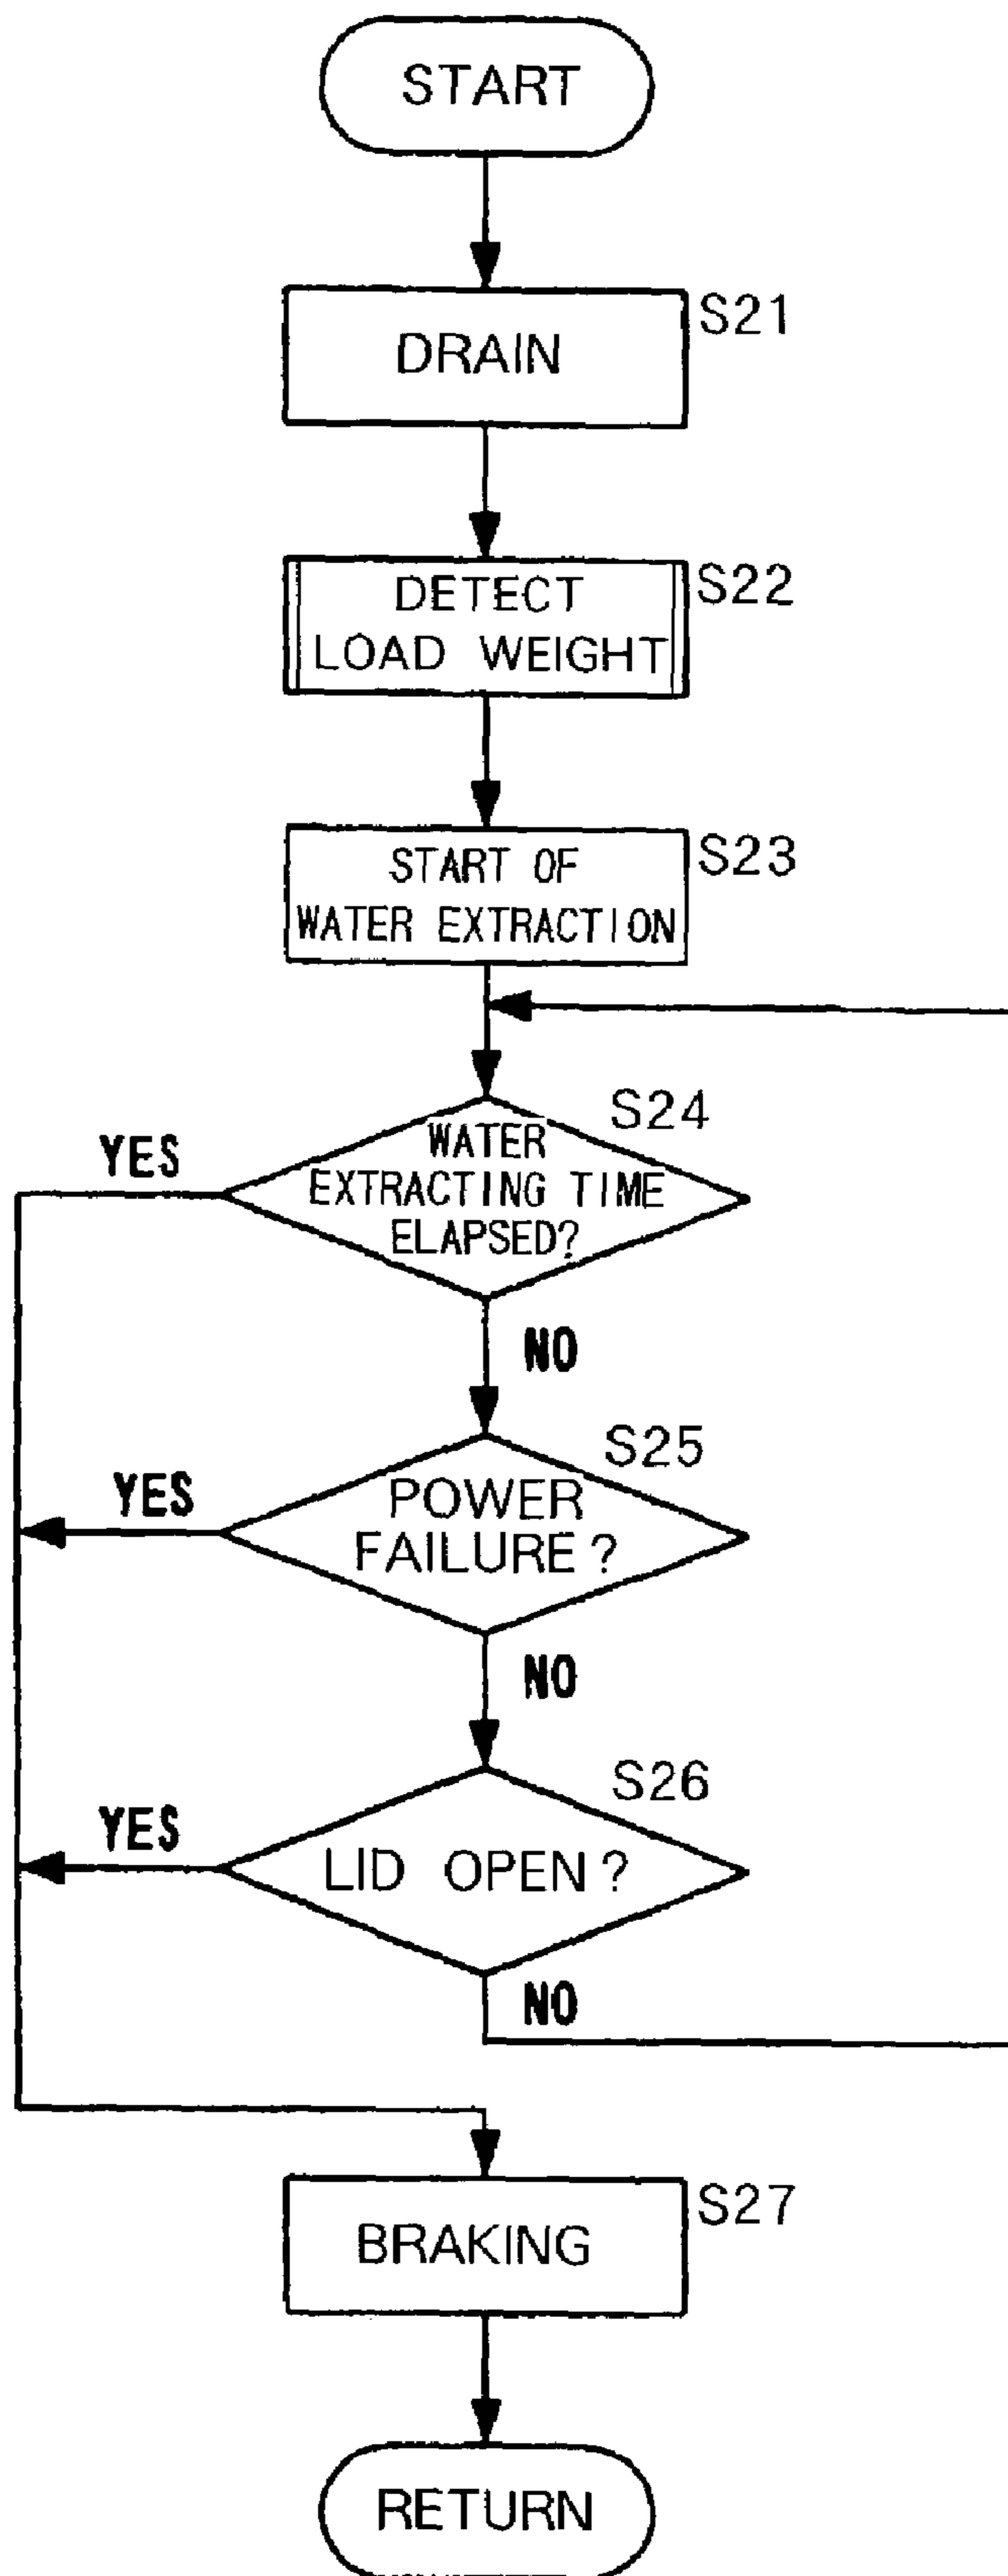 START
DRAIN
S21
DETECT
LOAD WEIGHT
S22
START OF
WATER EXTRACTION
S23
S24
WATER
EXTRACTING TIME
ELAPSED?
YES
NO
S25
POWER
FAILURE?
YES
NO
S26
LID OPEN?
YES
NO
BRAKING
S27
RETURN